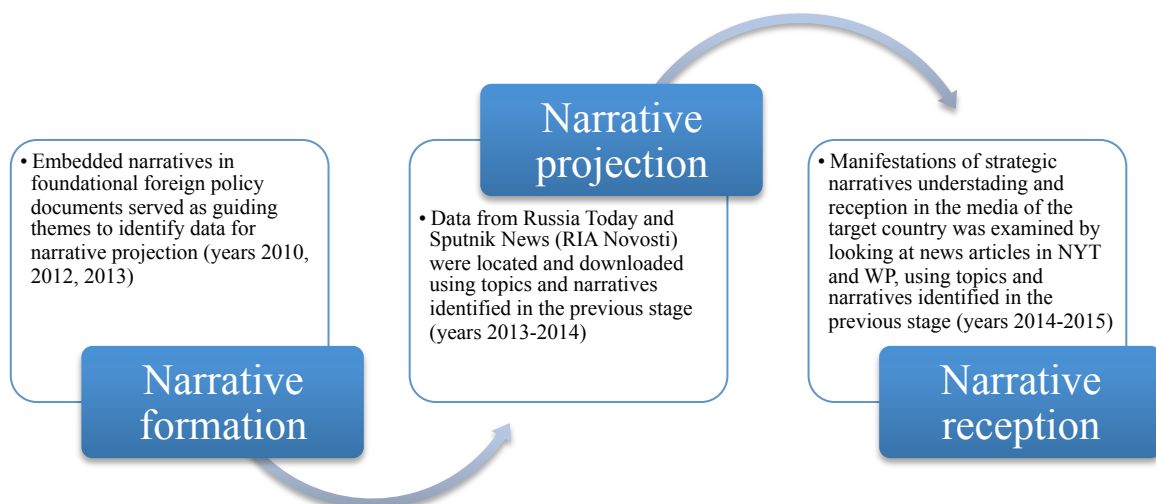 • Embedded narratives in
foundational foreign policy
documents served as guiding
themes to identify data for
narrative projection (years 2010,
2012, 2013)
Narrative
formation
Narrative
projection
• Data from Russia Today and
Sputnik News (RIA Novosti)
were located and downloaded
using topics and narratives
identified in the previous stage
(years 2013-2014)
• Manifestations of strategic
narratives understading and
reception in the media of the
target country was examined by
looking at news articles in NYT
and WP, using topics and
narratives identified in the
previous stage (years 2014-2015)
Narrative
reception